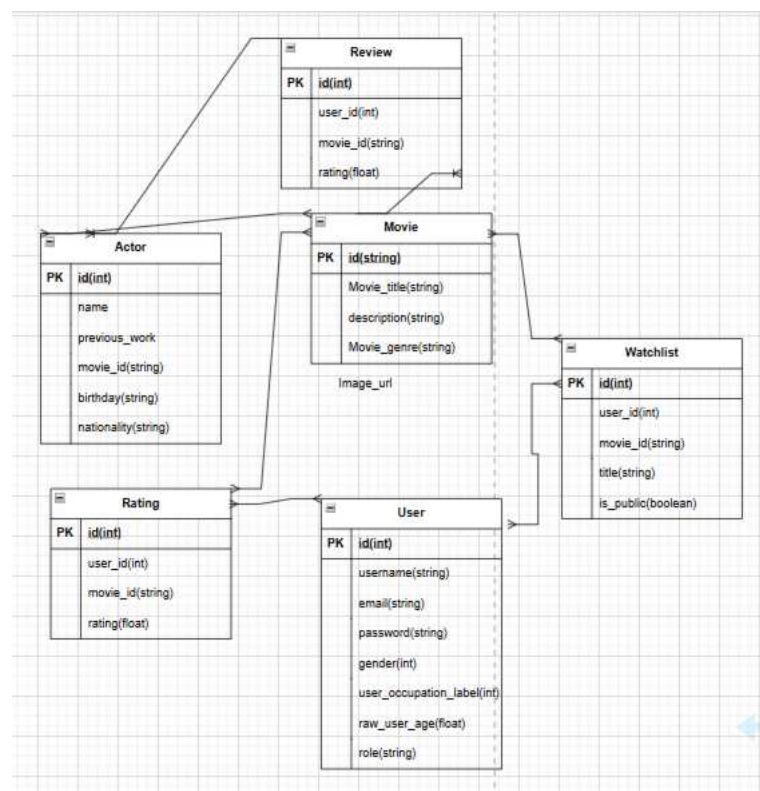 Review
PK id(int)
user_id(int)
movie_id(string)
rating(float)
Actor
PK id(int)
name
previous_work
movie_id(string)
birthday(string)
nationality(string)
Movie
PK id(string)
Movie_title(string)
description(string)
Movie_genre(string)
Image_url
Watchlist
PK id(int)
user_id(int)
movie_id(string)
title(string)
is_public(boolean)
Rating
PK id(int)
user_id(int)
movie_id(string)
rating(float)
User
PK id(int)
username(string)
email(string)
password(string)
gender(int)
user_occupation_label(int)
raw_user_age(float)
role(string)